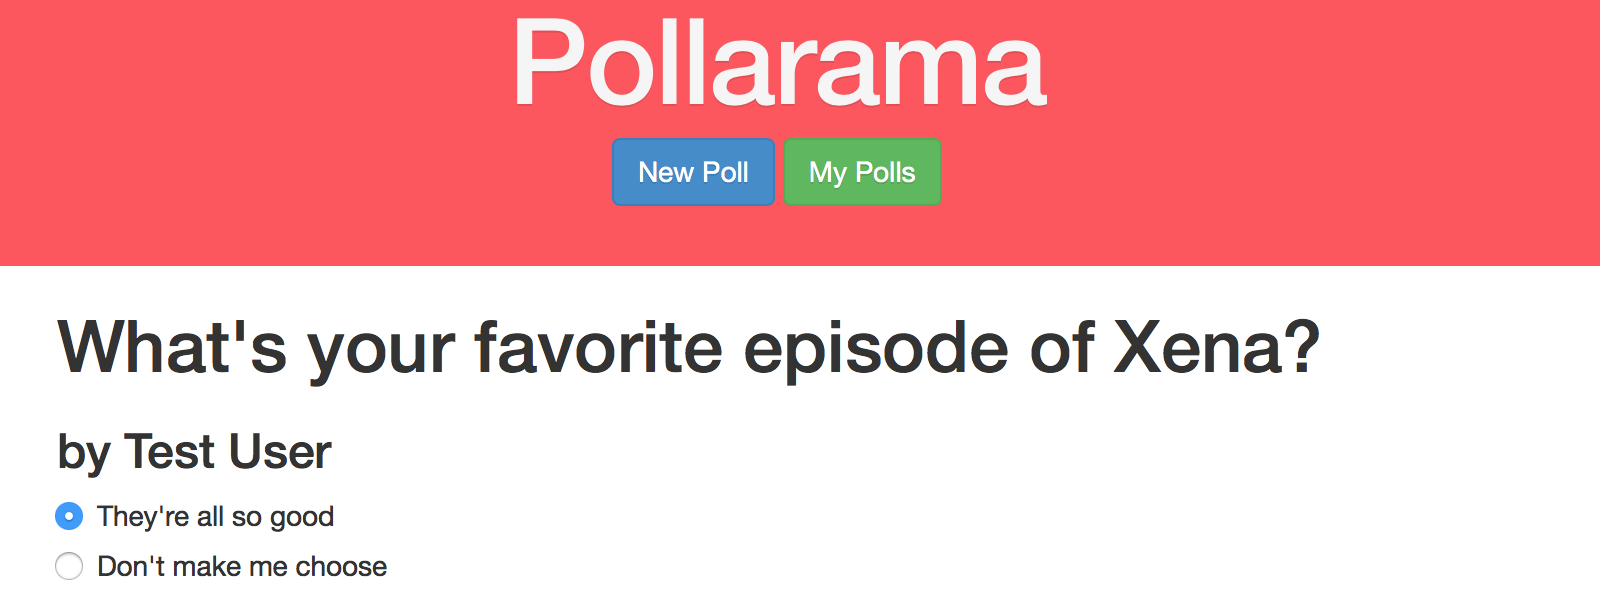 Pollarama
New Poll My Polls
What's your favorite episode of Xena?
by Test User
They're all so good
Don't make me choose